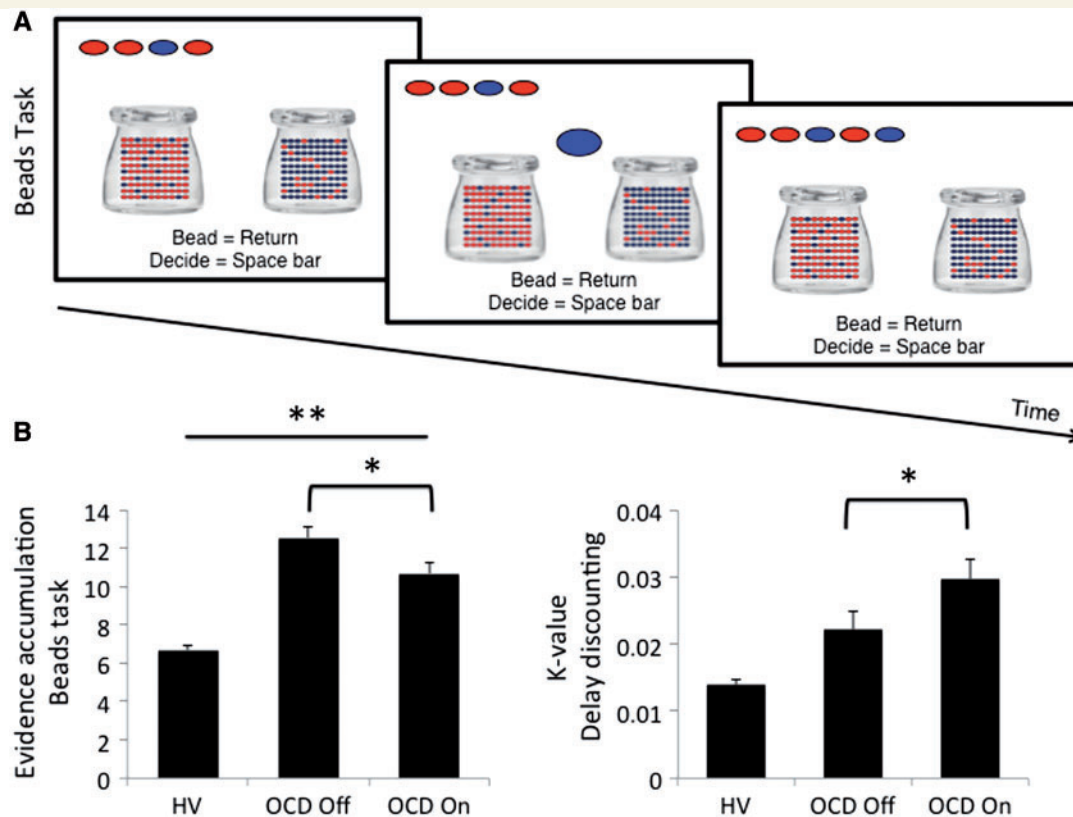 A
Beads Task
Bead = Return
Decide = Space bar
Bead = Return
Decide = Space bar
Bead = Return
Decide = Space bar
Time
B
**
*
Evidence accumulation
Beads task
14
12
10
8
6
4
2
0
HV
OCD Off
OCD On
*
K-value
Delay discounting
0.04
0.03
0.02
0.01
0
HV
OCD Off
OCD On